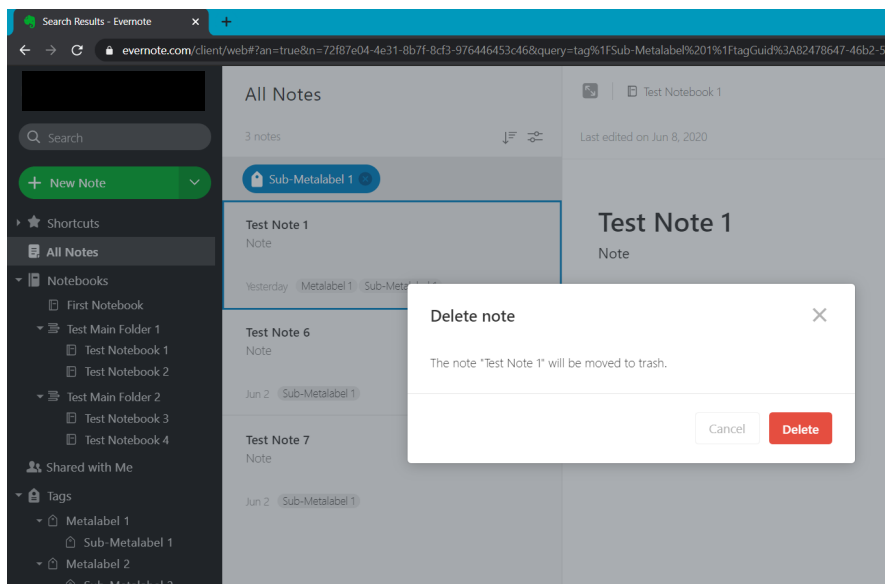 Search Results - Evernote
evernote.com/client/web#?an=true&n=72f87e04-4e31-8b7f-8cf3-976446453c46&query=tag%1FSub-Metalabel%201%1FtagGuid%3A82478647-46b2-5
Search
New Note
Shortcuts
All Notes
Notebooks
First Notebook
Test Main Folder 1
Test Notebook 1
Test Notebook 2
Test Main Folder 2
Test Notebook 3
Test Notebook 4
Shared with Me
Tags
Metalabel 1
Sub-Metalabel 1
Metalabel 2
All Notes
3 notes
Sub-Metalabel 1
Test Note 1
Note
Yesterday Metalabel 1 Sub-Meta
Test Note 6
Note
Jun 2 Sub-Metalabel 1
Test Note 7
Note
Jun 2 Sub-Metalabel 1
Test Notebook 1
Last edited on Jun 8, 2020
Test Note 1
Note
Delete note
The note "Test Note 1" will be moved to trash.
Cancel Delete